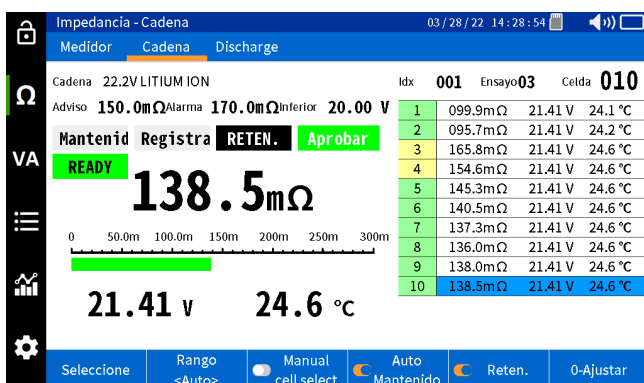 Impedancia - Cadena 03/28/22 14:28:54
Medidor Cadena Discharge
Cadena 22.2V LITIUM ION
Idx 001 Ensayo 03 Celda 010
Adviso 150.0mΩ Alarma 170.0mΩ Inferior 20.00 V
Mantenid Registra RETEN. Aprobar
READY
138.5mΩ
0 50.0m 100.0m 150m 200m 250m 300m
21.41 V 24.6 °C
1 099.9mΩ 21.41 V 24.1 °C
2 095.7mΩ 21.41 V 24.2 °C
3 165.8mΩ 21.41 V 24.6 °C
4 154.6mΩ 21.41 V 24.6 °C
5 145.3mΩ 21.41 V 24.6 °C
6 140.5mΩ 21.41 V 24.6 °C
7 137.3mΩ 21.41 V 24.6 °C
8 136.0mΩ 21.41 V 24.6 °C
9 138.0mΩ 21.41 V 24.6 °C
10 138.5mΩ 21.41 V 24.6 °C
Ω
VA
Seleccione
Rango
<Auto>
Manual
cell select
Auto
Mantenido
Reten.
0-Ajustar